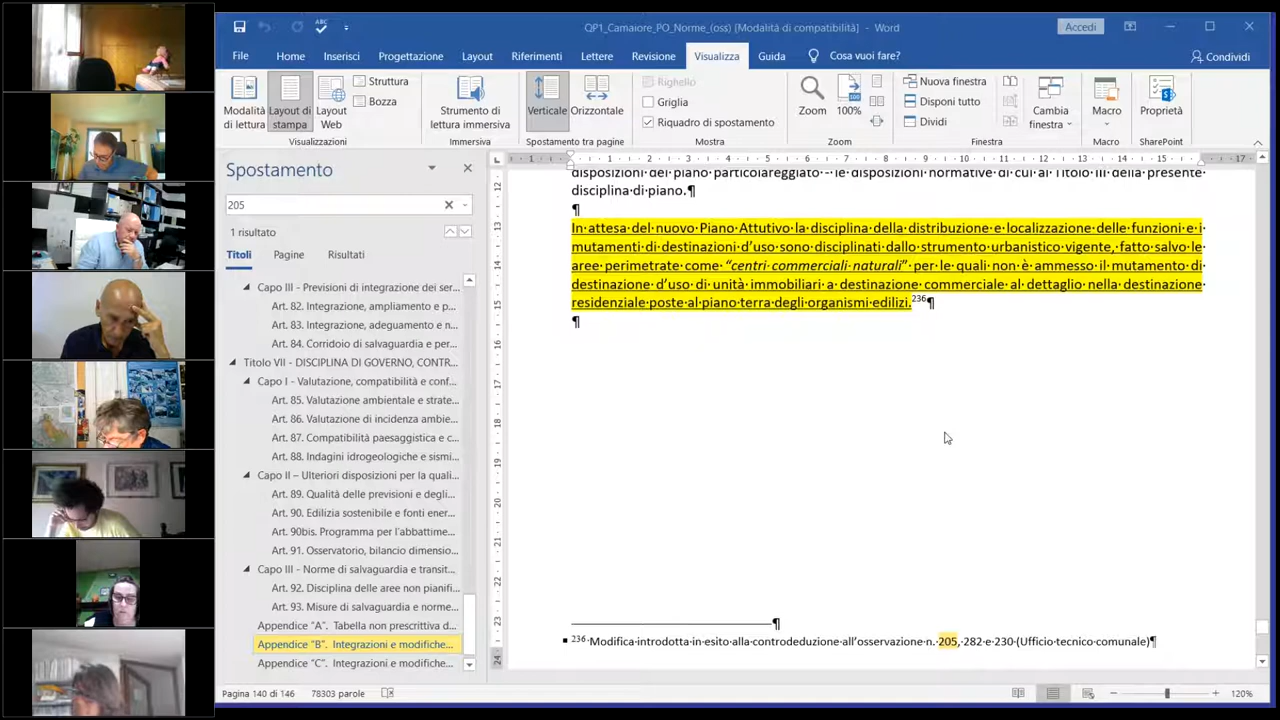 QP1_Camaiore_PO_Norme_(oss) [Modalità di compatibilità] - Word
Accedi
File Home Inserisci Progettazione Layout Riferimenti Lettere Revisione Visualizza Guida Cosa vuoi fare? Condividi
Modalità di lettura
Layout di stampa
Layout Web
Struttura
Bozza
Visualizzazioni
Strumento di lettura immersiva
Immersiva
Verticale
Orizzontale
Spostamento tra pagine
Righello
Griglia
Riquadro di spostamento
Mostra
Zoom
100%
Zoom
Nuova finestra
Disponi tutto
Dividi
Cambia finestra
Finestra
Macro
Macro
Proprietà
SharePoint
Spostamento
205
1 risultato
Titoli Pagine Risultati
Capo III - Previsioni di integrazione dei ser...
Art. 82. Integrazione, ampliamento e p...
Art. 83. Integrazione, adeguamento e n...
Art. 84. Corridoio di salvaguardia e per...
Titolo VII - DISCIPLINA DI GOVERNO, CONTR...
Capo I - Valutazione, compatibilità e conf...
Art. 85. Valutazione ambientale e strate...
Art. 86. Valutazione di incidenza ambie...
Art. 87. Compatibilità paesaggistica e c...
Art. 88. Indagini idrogeologiche e sismi...
Capo II – Ulteriori disposizioni per la quali...
Art. 89. Qualità delle previsioni e degli...
Art. 90. Edilizia sostenibile e fonti ener...
Art. 90bis. Programma per l'abbattime...
Art. 91. Osservatorio, bilancio dimensio...
Capo III - Norme di salvaguardia e transit...
Art. 92. Disciplina delle aree non pianifi...
Art. 93. Misure di salvaguardia e norme...
Appendice “A”. Tabella non prescrittiva d...
Appendice “B”. Integrazioni e modifiche...
Appendice “C”. Integrazioni e modifiche...
disposizioni del piano particolareggiato - le disposizioni normative di cui al Titolo III della presente
disciplina di piano.¶
¶
In attesa del nuovo Piano Attutivo la disciplina della distribuzione e localizzazione delle funzioni e i
mutamenti di destinazioni d’uso sono disciplinati dallo strumento urbanistico vigente, fatto salvo le
aree perimetrate come “centri commerciali naturali” per le quali non è ammesso il mutamento di
destinazione d’uso di unità immobiliari a destinazione commerciale al dettaglio nella destinazione
residenziale poste al piano terra degli organismi edilizi.236¶
¶
¶
236 Modifica introdotta in esito alla controdeduzione all’osservazione n. 205, 282 e 230 (Ufficio tecnico comunale)¶
Pagina 140 di 146 78303 parole 120%